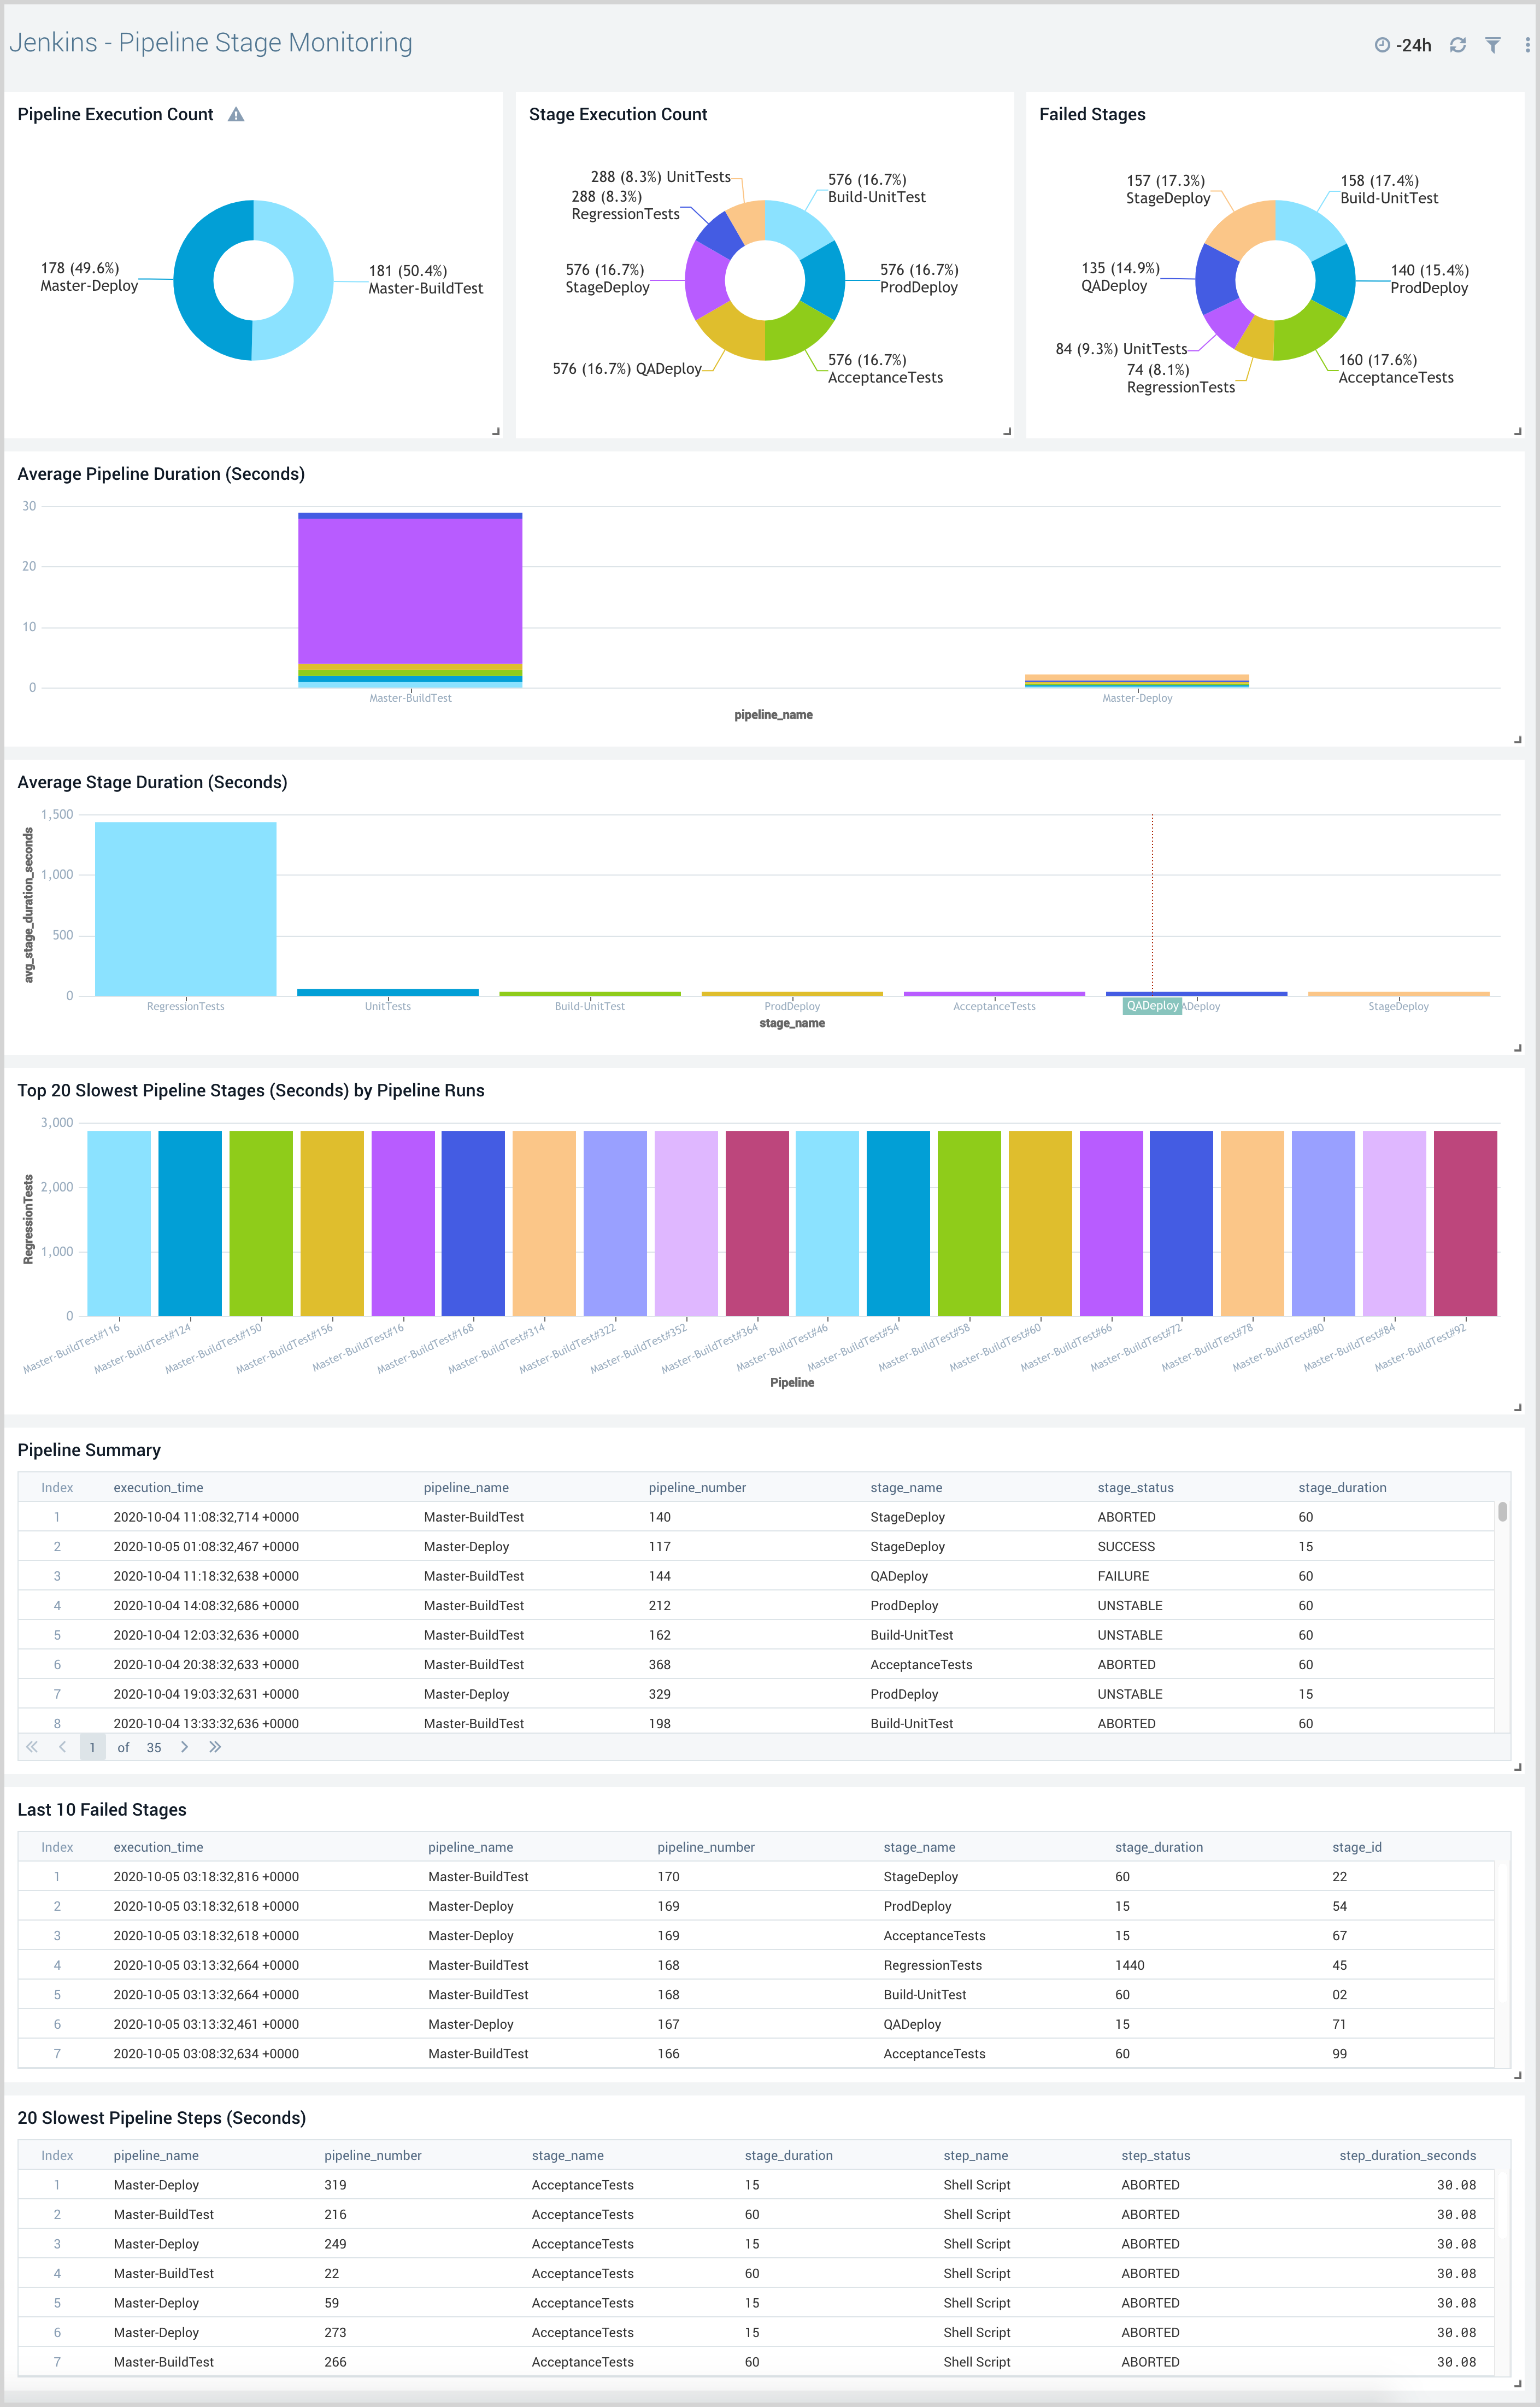 Jenkins - Pipeline Stage Monitoring
-24h
Pipeline Execution Count
178 (49.6%)
Master-Deploy
181 (50.4%)
Master-BuildTest
Stage Execution Count
288 (8.3%) UnitTests
288 (8.3%)
RegressionTests
576 (16.7%)
StageDeploy
576 (16.7%) QADeploy
576 (16.7%)
Build-UnitTest
576 (16.7%)
ProdDeploy
576 (16.7%)
AcceptanceTests
Failed Stages
157 (17.3%)
StageDeploy
135 (14.9%)
QADeploy
84 (9.3%) UnitTests
74 (8.1%)
RegressionTests
158 (17.4%)
Build-UnitTest
140 (15.4%)
ProdDeploy
160 (17.6%)
AcceptanceTests
Average Pipeline Duration (Seconds)
30
20
10
0
Master-BuildTest Master-Deploy
pipeline_name
Average Stage Duration (Seconds)
avg_stage_duration_seconds
1,500
1,000
500
0
RegressionTests UnitTests Build-UnitTest ProdDeploy AcceptanceTests QADeploy ADeploy StageDeploy
stage_name
Top 20 Slowest Pipeline Stages (Seconds) by Pipeline Runs
RegressionTests
3,000
2,000
1,000
0
Master-BuildTest#116 Master-BuildTest#124 Master-BuildTest#150 Master-BuildTest#156 Master-BuildTest#16 Master-BuildTest#168 Master-BuildTest#314 Master-BuildTest#322 Master-BuildTest#352 Master-BuildTest#364 Master-BuildTest#46 Master-BuildTest#54 Master-BuildTest#58 Master-BuildTest#60 Master-BuildTest#66 Master-BuildTest#72 Master-BuildTest#78 Master-BuildTest#80 Master-BuildTest#84 Master-BuildTest#92
Pipeline
Pipeline Summary
Index execution_time pipeline_name pipeline_number stage_name stage_status stage_duration
1 2020-10-04 11:08:32,714 +0000 Master-BuildTest 140 StageDeploy ABORTED 60
2 2020-10-05 01:08:32,467 +0000 Master-Deploy 117 StageDeploy SUCCESS 15
3 2020-10-04 11:18:32,638 +0000 Master-BuildTest 144 QADeploy FAILURE 60
4 2020-10-04 14:08:32,686 +0000 Master-BuildTest 212 ProdDeploy UNSTABLE 60
5 2020-10-04 12:03:32,636 +0000 Master-BuildTest 162 Build-UnitTest UNSTABLE 60
6 2020-10-04 20:38:32,633 +0000 Master-BuildTest 368 AcceptanceTests ABORTED 60
7 2020-10-04 19:03:32,631 +0000 Master-Deploy 329 ProdDeploy UNSTABLE 15
8 2020-10-04 13:33:32,636 +0000 Master-BuildTest 198 Build-UnitTest ABORTED 60
1 of 35
Last 10 Failed Stages
Index execution_time pipeline_name pipeline_number stage_name stage_duration stage_id
1 2020-10-05 03:18:32,816 +0000 Master-BuildTest 170 StageDeploy 60 22
2 2020-10-05 03:18:32,618 +0000 Master-Deploy 169 ProdDeploy 15 54
3 2020-10-05 03:18:32,618 +0000 Master-Deploy 169 AcceptanceTests 15 67
4 2020-10-05 03:13:32,664 +0000 Master-BuildTest 168 RegressionTests 1440 45
5 2020-10-05 03:13:32,664 +0000 Master-BuildTest 168 Build-UnitTest 60 02
6 2020-10-05 03:13:32,461 +0000 Master-Deploy 167 QADeploy 15 71
7 2020-10-05 03:08:32,634 +0000 Master-BuildTest 166 AcceptanceTests 60 99
20 Slowest Pipeline Steps (Seconds)
Index pipeline_name pipeline_number stage_name stage_duration step_name step_status step_duration_seconds
1 Master-Deploy 319 AcceptanceTests 15 Shell Script ABORTED 30.08
2 Master-BuildTest 216 AcceptanceTests 60 Shell Script ABORTED 30.08
3 Master-Deploy 249 AcceptanceTests 15 Shell Script ABORTED 30.08
4 Master-BuildTest 22 AcceptanceTests 60 Shell Script ABORTED 30.08
5 Master-Deploy 59 AcceptanceTests 15 Shell Script ABORTED 30.08
6 Master-Deploy 273 AcceptanceTests 15 Shell Script ABORTED 30.08
7 Master-BuildTest 266 AcceptanceTests 60 Shell Script ABORTED 30.08